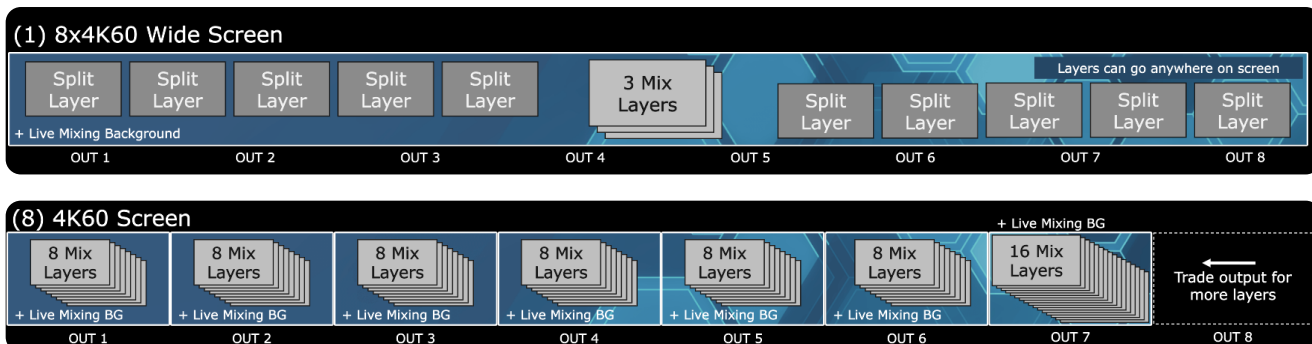 (1) 8x4K60 Wide Screen
Split Layer
Split Layer
Split Layer
Split Layer
Split Layer
3 Mix Layers
Layers can go anywhere on screen
Split Layer
Split Layer
Split Layer
Split Layer
Split Layer
+ Live Mixing Background
OUT 1 OUT 2 OUT 3 OUT 4 OUT 5 OUT 6 OUT 7 OUT 8
(8) 4K60 Screen
+ Live Mixing BG
8 Mix Layers
8 Mix Layers
8 Mix Layers
8 Mix Layers
8 Mix Layers
8 Mix Layers
16 Mix Layers
Trade output for more layers
+ Live Mixing BG + Live Mixing BG + Live Mixing BG + Live Mixing BG + Live Mixing BG + Live Mixing BG
OUT 1 OUT 2 OUT 3 OUT 4 OUT 5 OUT 6 OUT 7 OUT 8